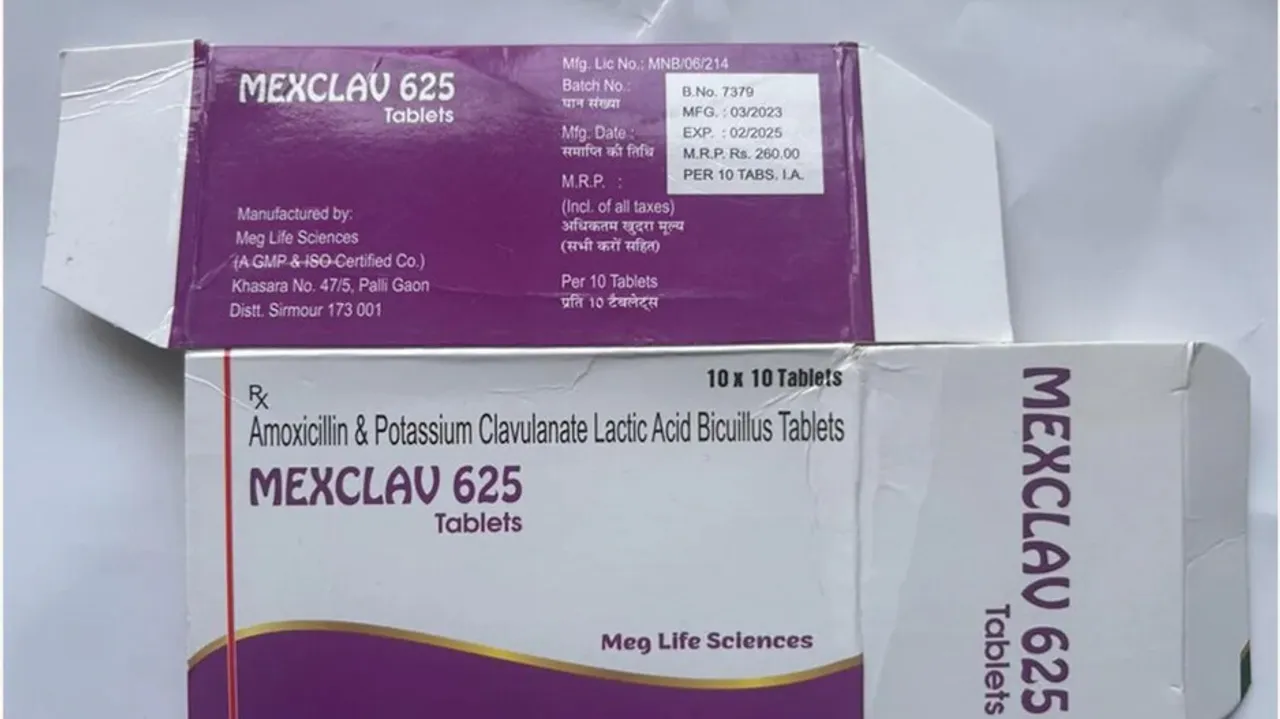 MEXCLAV 625
Tablets
Manufactured by:
Meg Life Sciences
(A GMP & ISO Certified Co.)
Khasara No. 47/5, Palli Gaon
Distt. Sirmour 173 001
Mfg. Lic No.: MNB/06/214
Batch No.:
पान संख्या
Mfg. Date :
समाप्ति की तिथि
M.R.P. :
(Incl. of all taxes)
अधिकतम खुदरा मूल्य
(सभी करों सहित)
Per 10 Tablets
प्रति 10 टैबलेट्स
B.No. 7379
MFG. : 03/2023
EXP. : 02/2025
M.R.P. Rs. 260.00
PER 10 TABS. I.A.
10 x 10 Tablets
Rx
Amoxicillin & Potassium Clavulanate Lactic Acid Bicuillus Tablets
MEXCLAV 625
Tablets
Meg Life Sciences
MEXCLAV 625
Tablets